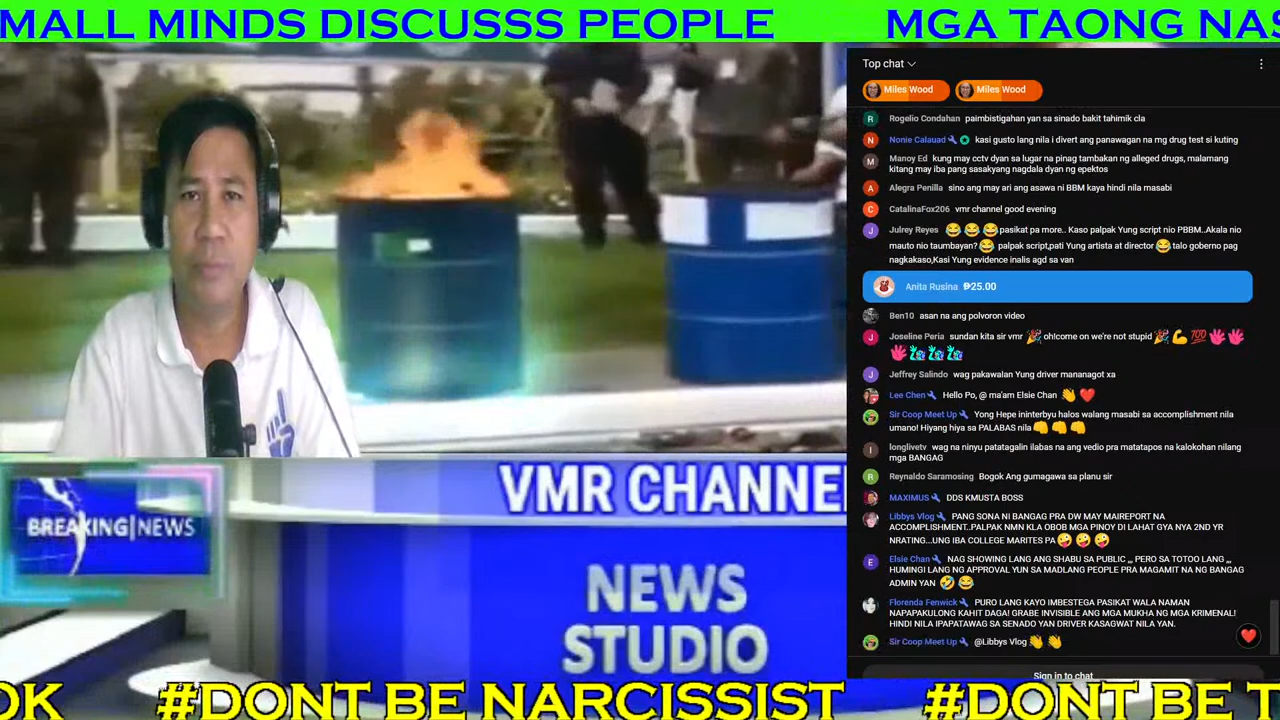 MALL MINDS DISCUSSS PEOPLE MGA TAONG NAS
Top chat
Miles Wood Miles Wood
Rogelio Condahan paimbistigahan yan sa sinado bakit tahimik cla
Nonie Calauad kasi gusto lang nila i divert ang panawagan na mg drug test si kuting
Manoy Ed kung may cctv dyan sa lugar na pinag tambakan ng alleged drugs, malamang
kitang may iba pang sasakyang nagdala dyan ng epektos
Alegra Penilla sino ang may ari ang asawa ni BBM kaya hindi nila masabi
CatalinaFox206 vmr channel good evening
Julrey Reyes 😂 😂 😂 pasikat pa more.. Kaso palpak Yung script nio PBBM..Akala nio
mauto nio taumbayan? 😂 palpak script,pati Yung artista at director 😂 talo goberno pag
nagkakaso,Kasi Yung evidence inalis agd sa van
Anita Rusina ₱25.00
Ben10 asan na ang polvoron video
Joseline Peria sundan kita sir vmr 🎉 oh!come on we're not stupid 🎉 💪 💯
Jeffrey Salindo wag pakawalan Yung driver mananagot xa
Lee Chen Hello Po, @ ma'am Elsie Chan 👏 ❤️
Sir Coop Meet Up Yong Hepe ininterbyu halos walang masabi sa accomplishment nila
umano! Hiyang hiya sa PALABAS nila 👊 👊 👊
longlivetv wag na ninyu patatagalin ilabas na ang vedio pra matatapos na kalokohan nilang
mga BANGAG
Reynaldo Saramosing Bogok Ang gumagawa sa planu sir
MAXIMUS DDS KMUSTA BOSS
Libbys Vlog PANG SONA NI BANGAG PRA DW MAY MAIREPORT NA
ACCOMPLISHMENT..PALPAK NMN KLA OBOB MGA PINOY DI LAHAT GYA NYA 2ND YR
NRATING...UNG IBA COLLEGE MARITES PA 🤪 🤪 🤪
Elsie Chan NAG SHOWING LANG ANG SHABU SA PUBLIC ,,, PERO SA TOTOO LANG ,,,
HUMINGI LANG NG APPROVAL YUN SA MADLANG PEOPLE PRA MAGAMIT NA NG BANGAG
ADMIN YAN 🤣 😂
Florenda Fenwick PURO LANG KAYO IMBESTEGA PASIKAT WALA NAMAN
NAPAPAKULONG KAHIT DAGA! GRABE INVISIBLE ANG MGA MUKHA NG MGA KRIMENAL!
HINDI NILA IPAPATAWAG SA SENADO YAN DRIVER KASAGWAT NILA YAN.
Sir Coop Meet Up @Libbys Vlog 👏 👏
Sign in to chat
VMR CHANNE
BREAKING|NEWS
NEWS
STUDIO
OK #DONT BE NARCISSIST #DONT BE T